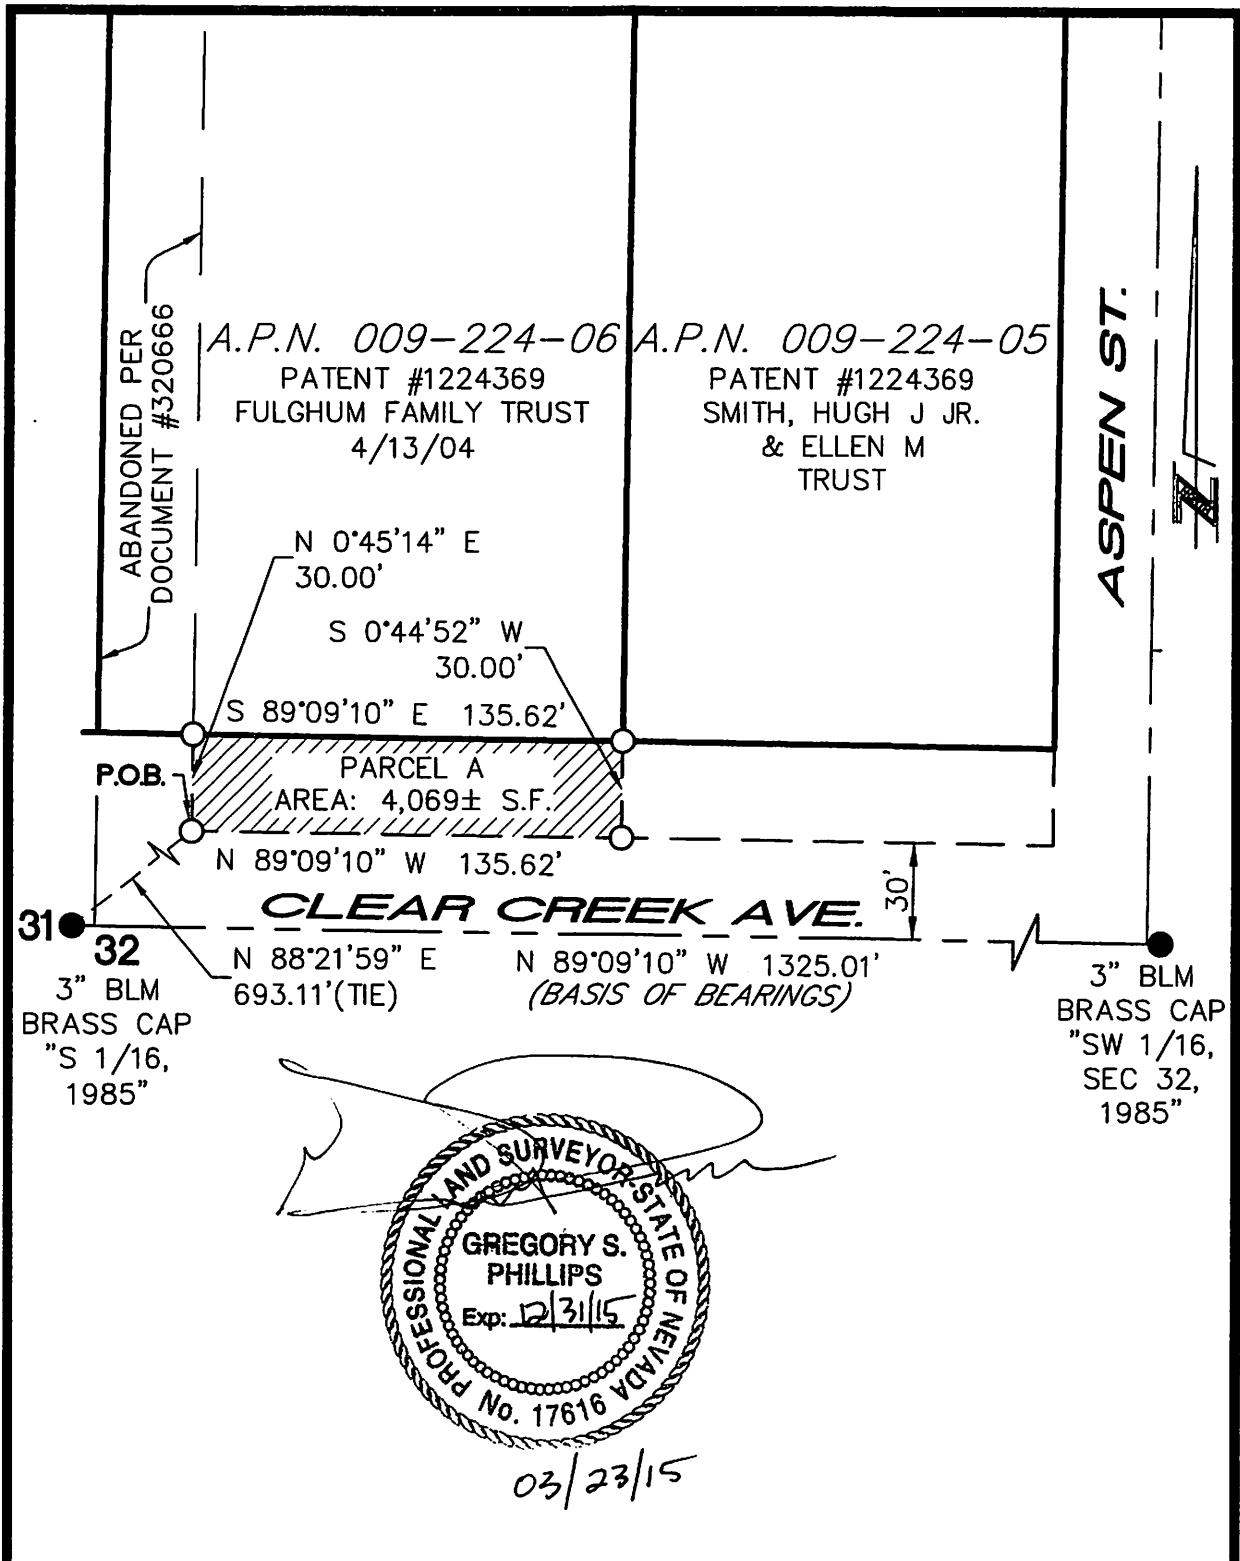 ABANDONED PER
DOCUMENT #320666
A.P.N. 009-224-06
PATENT #1224369
FULGHUM FAMILY TRUST
4/13/04
A.P.N. 009-224-05
PATENT #1224369
SMITH, HUGH J JR.
& ELLEN M
TRUST
ASPEN ST.
N
N 0°45'14" E
30.00'
S 0°44'52" W
30.00'
S 89°09'10" E 135.62'
P.O.B.
PARCEL A
AREA: 4,069± S.F.
N 89°09'10" W 135.62'
30'
CLEAR CREEK AVE.
31
32
3" BLM
BRASS CAP
"S 1/16,
1985"
N 88°21'59" E
693.11'(TIE)
N 89°09'10" W 1325.01'
(BASIS OF BEARINGS)
3" BLM
BRASS CAP
"SW 1/16,
SEC 32,
1985"
PROFESSIONAL LAND SURVEYOR-STATE OF NEVADA
GREGORY S.
PHILLIPS
Exp: 12/31/15
No. 17616
03/23/15